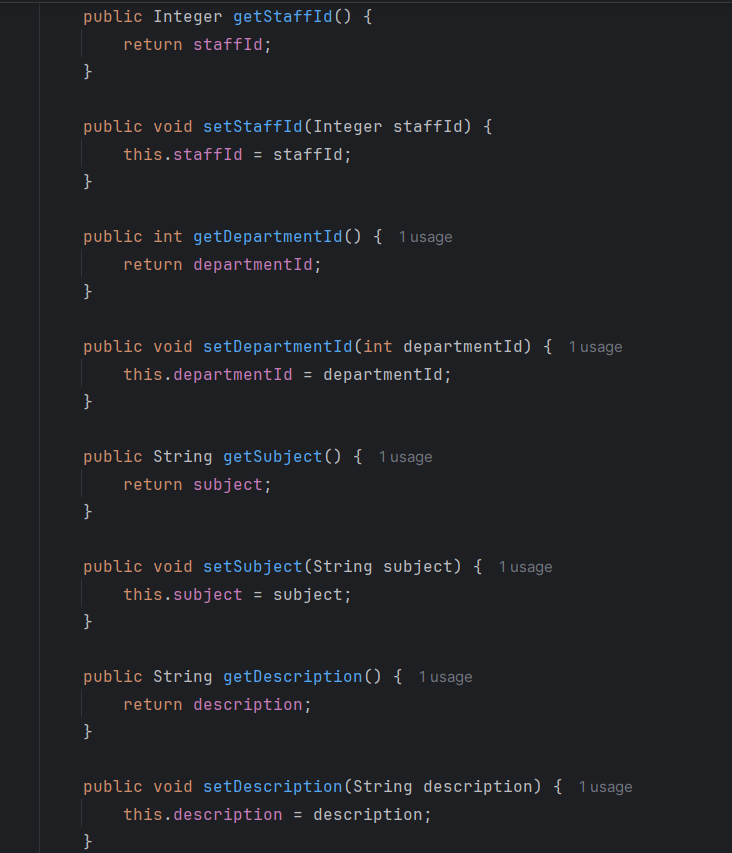 public Integer getStaffId() {
    return staffId;
}

public void setStaffId(Integer staffId) {
    this.staffId = staffId;
}

public int getDepartmentId() { 1 usage
    return departmentId;
}

public void setDepartmentId(int departmentId) { 1 usage
    this.departmentId = departmentId;
}

public String getSubject() { 1 usage
    return subject;
}

public void setSubject(String subject) { 1 usage
    this.subject = subject;
}

public String getDescription() { 1 usage
    return description;
}

public void setDescription(String description) { 1 usage
    this.description = description;
}